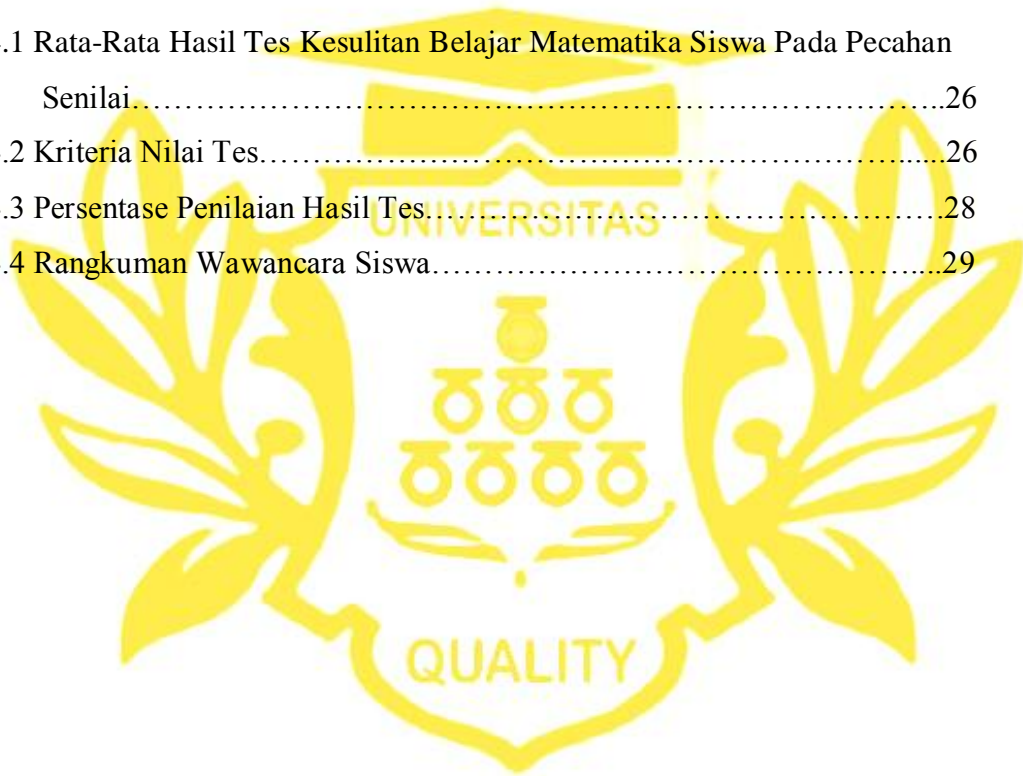 .1 Rata-Rata Hasil Tes Kesulitan Belajar Matematika Siswa Pada Pecahan
Senilai…………………………………………………………………………..26
.2 Kriteria Nilai Tes……………………………………………………......26
.3 Persentase Penilaian Hasil Tes……………………………………………28
.4 Rangkuman Wawancara Siswa………………………………………....29
UNIVERSITAS
QUALITY